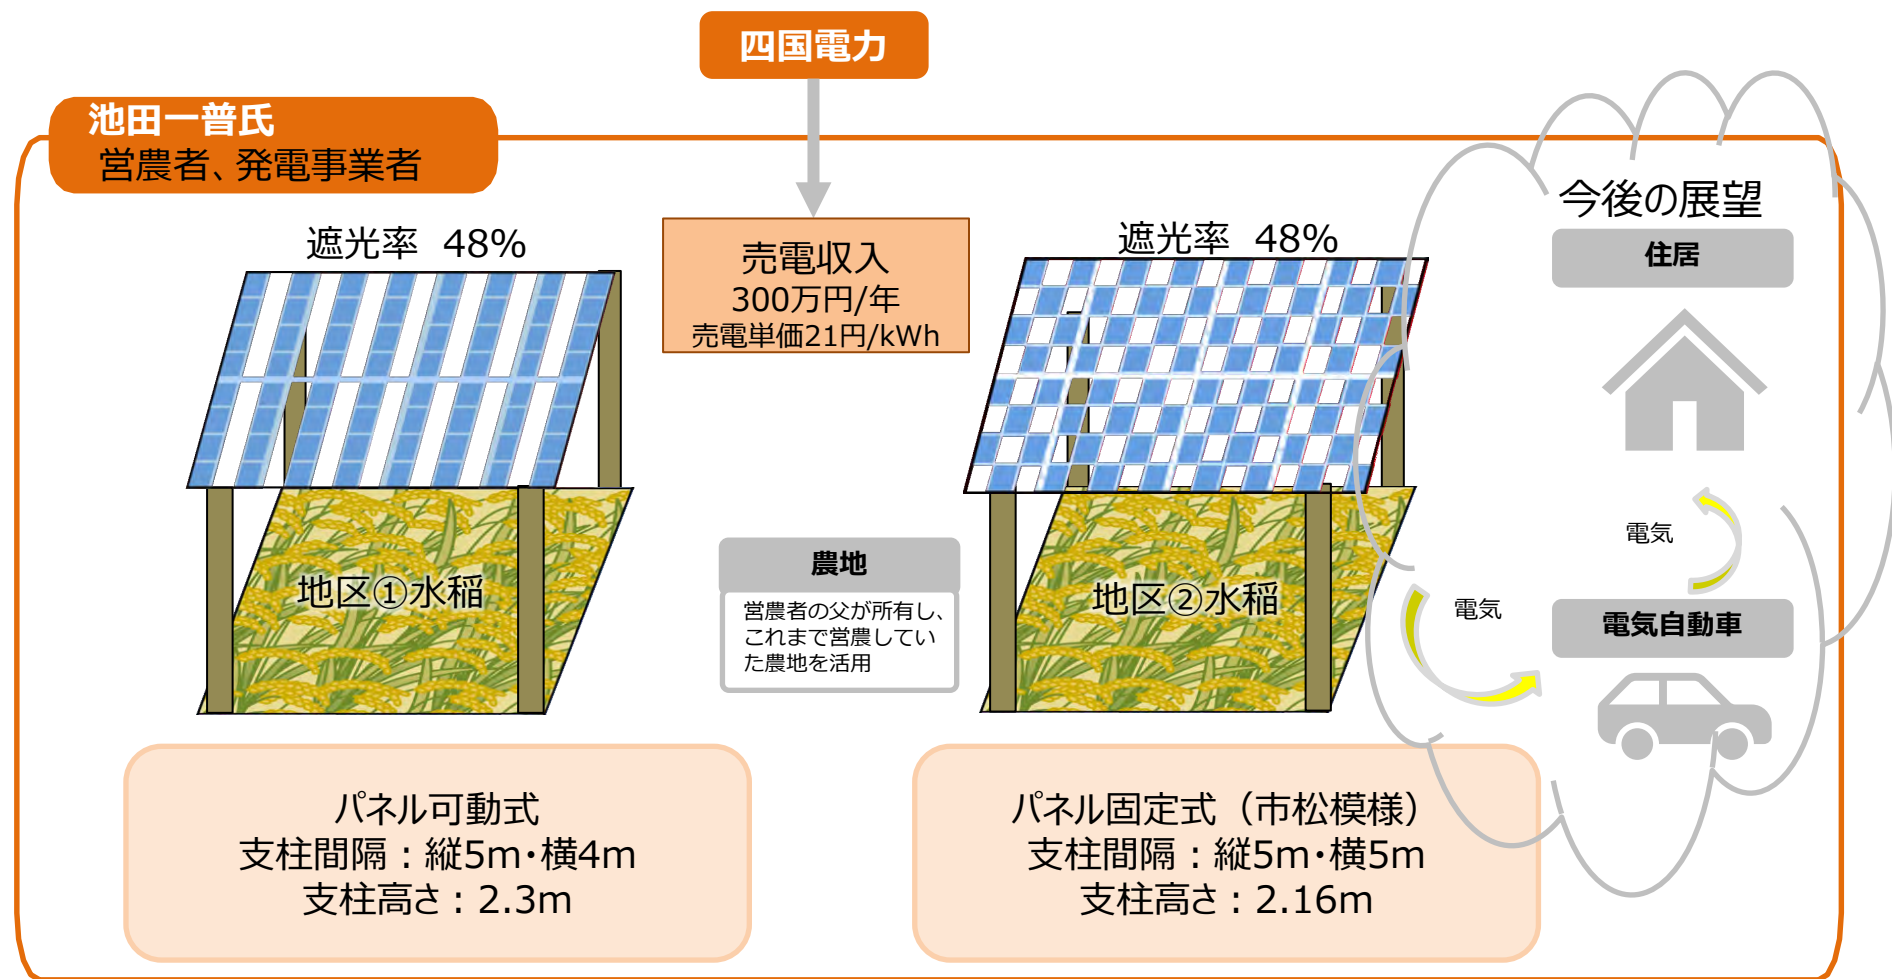 四国電力
池田一普氏
営農者、発電事業者
遮光率 48%
売電収入
300万円/年
売電単価21円/kWh
遮光率 48%
今後の展望
住居
電気
電気自動車
電気
農地
営農者の父が所有し、
これまで営農してい
た農地を活用
地区①水稲
地区②水稲
パネル可動式
支柱間隔：縦5m・横4m
支柱高さ：2.3m
パネル固定式（市松模様）
支柱間隔：縦5m・横5m
支柱高さ：2.16m